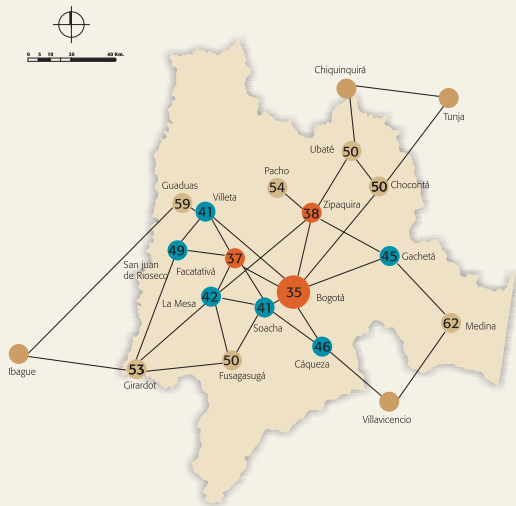 0 5 10 20 40 Km.
Chiquinquirá
Tunja
Ubaté
50
Pacho
54
50
Chocontá
Guaduas
59
Villeta
41
38
Zipaquira
49
San juan
de Rioseco
Facatativá
37
45
Gachetá
La Mesa
42
41
Soacha
35
Bogotá
62
Medina
46
Cáqueza
Ibague
53
Girardot
50
Fusagasugá
Villavicencio